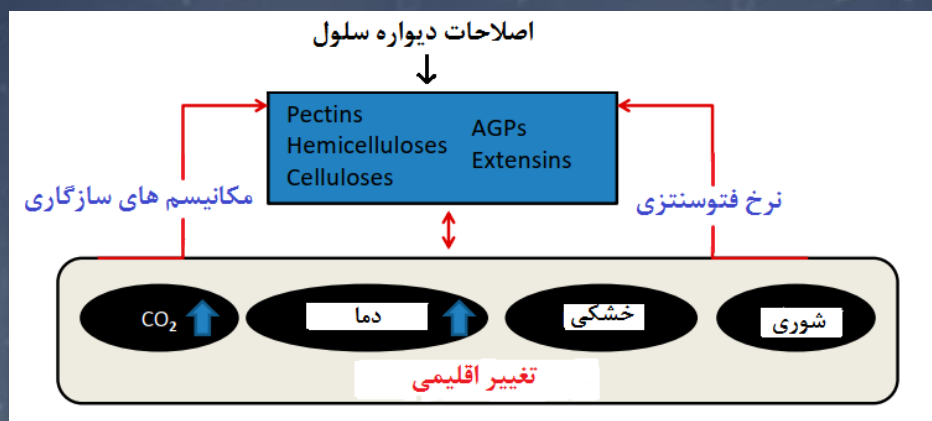 اصلاحات دیواره سلول
Pectins
Hemicelluloses
Celluloses
AGPs
Extensins
مکانیسم های سازگاری
نرخ فتوسنتزی
CO₂
دما
خشکی
شوری
تغییر اقلیمی